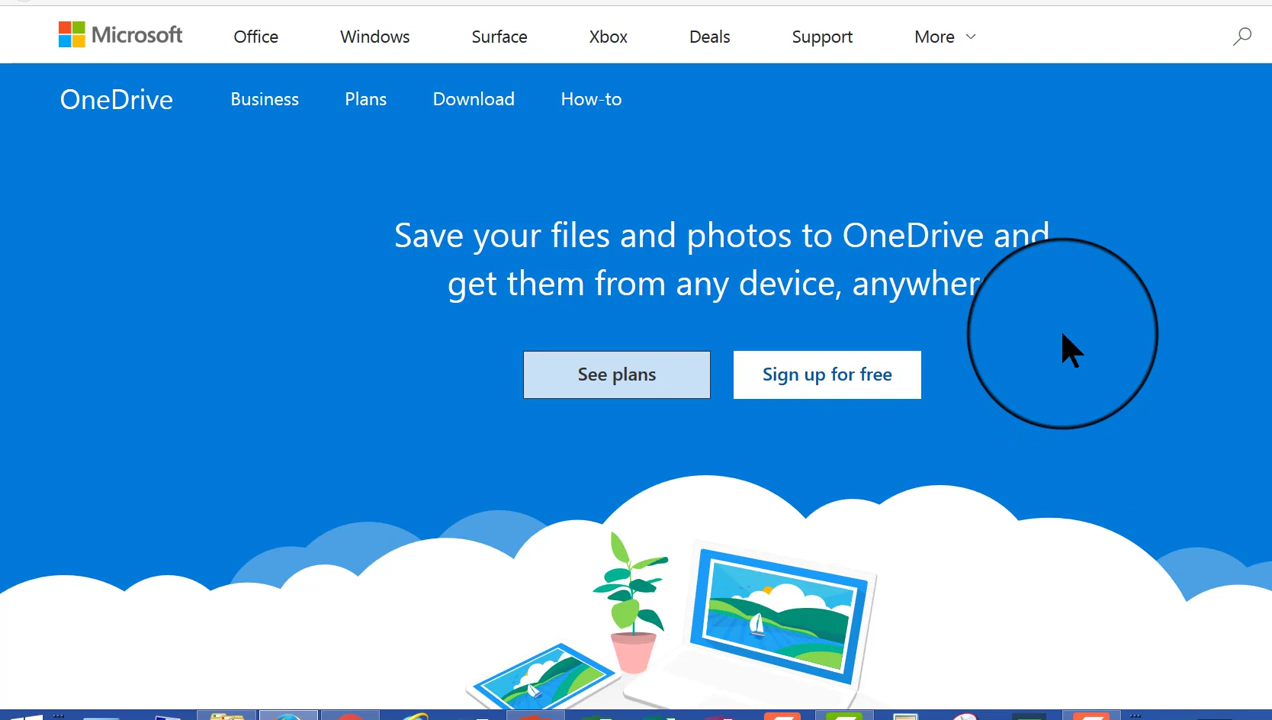 Microsoft Office Windows Surface Xbox Deals Support More
OneDrive Business Plans Download How-to
Save your files and photos to OneDrive and
get them from any device, anywher
See plans Sign up for free